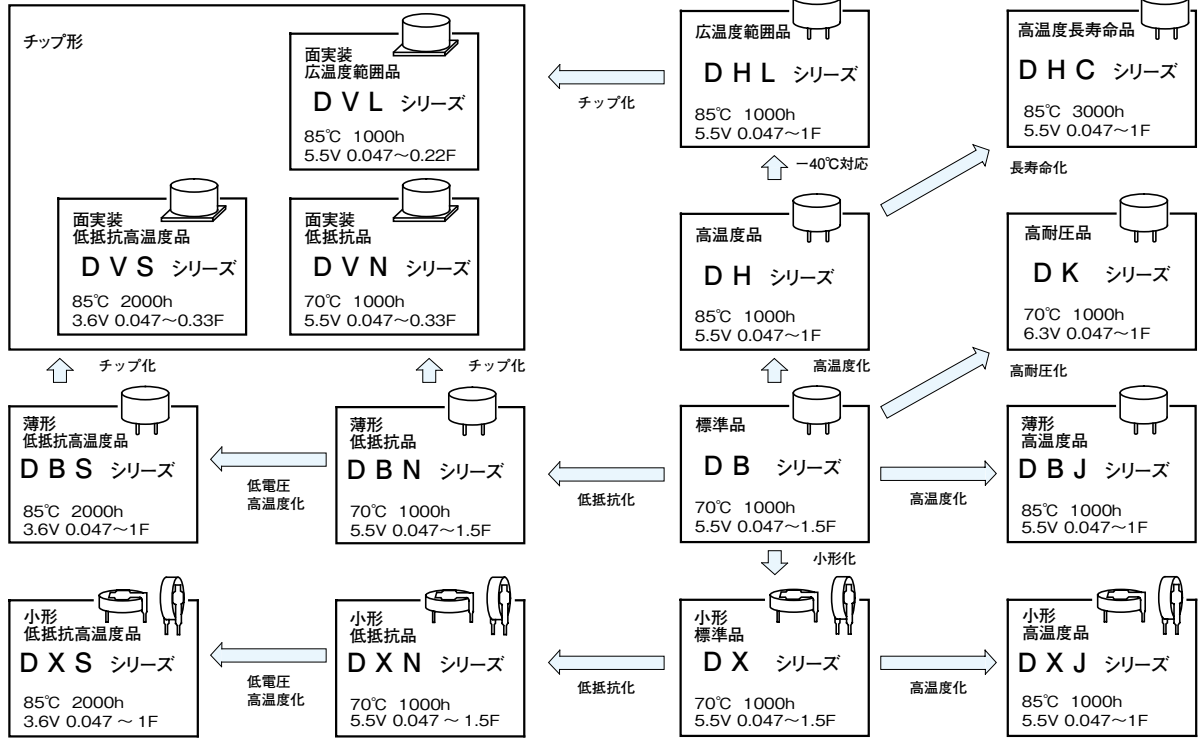 チップ形
面実装
広温度範囲品
DVL シリーズ
85℃ 1000h
5.5V 0.047～0.22F
チップ化
広温度範囲品
DHL シリーズ
85℃ 1000h
5.5V 0.047～1F
高温度長寿命品
DHC シリーズ
85℃ 3000h
5.5V 0.047～1F
－40℃対応
長寿命化
面実装
低抵抗高温度品
DVS シリーズ
85℃ 2000h
3.6V 0.047～0.33F
面実装
低抵抗品
DVN シリーズ
70℃ 1000h
5.5V 0.047～0.33F
高温度品
DH シリーズ
85℃ 1000h
5.5V 0.047～1F
高耐圧品
DK シリーズ
70℃ 1000h
6.3V 0.047～1F
チップ化
チップ化
高温度化
高耐圧化
薄形
低抵抗高温度品
DBS シリーズ
85℃ 2000h
3.6V 0.047～1F
低電圧
高温度化
薄形
低抵抗品
DBN シリーズ
70℃ 1000h
5.5V 0.047～1.5F
低抵抗化
標準品
DB シリーズ
70℃ 1000h
5.5V 0.047～1.5F
高温度化
薄形
高温度品
DBJ シリーズ
85℃ 1000h
5.5V 0.047～1F
小形化
小形
低抵抗高温度品
DXS シリーズ
85℃ 2000h
3.6V 0.047 ～ 1F
低電圧
高温度化
小形
低抵抗品
DXN シリーズ
70℃ 1000h
5.5V 0.047 ～ 1.5F
低抵抗化
小形
標準品
DX シリーズ
70℃ 1000h
5.5V 0.047～1.5F
高温度化
小形
高温度品
DXJ シリーズ
85℃ 1000h
5.5V 0.047～1F